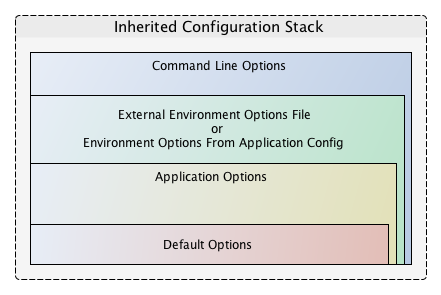 Inherited Configuration Stack
Command Line Options
External Environment Options File
or
Environment Options From Application Config
Application Options
Default Options